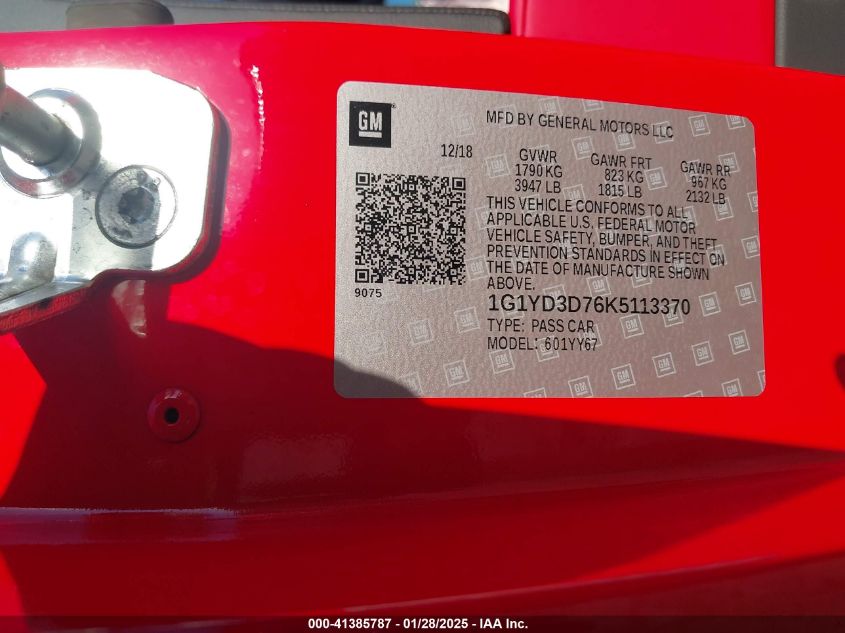 GM
MFD BY GENERAL MOTORS LLC
12/18
GVWR GAWR FRT GAWR RR
1790 KG 823 KG 967 KG
3947 LB 1815 LB 2132 LB
THIS VEHICLE CONFORMS TO ALL
APPLICABLE U.S. FEDERAL MOTOR
VEHICLE SAFETY, BUMPER, AND THEFT
PREVENTION STANDARDS IN EFFECT ON
THE DATE OF MANUFACTURE SHOWN
ABOVE.
9075
1G1YD3D76K5113370
TYPE: PASS CAR
MODEL: 601YY67
000-41385787 - 01/28/2025 - IAA Inc.